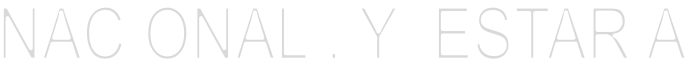 NAC ONAL . Y ESTAR A